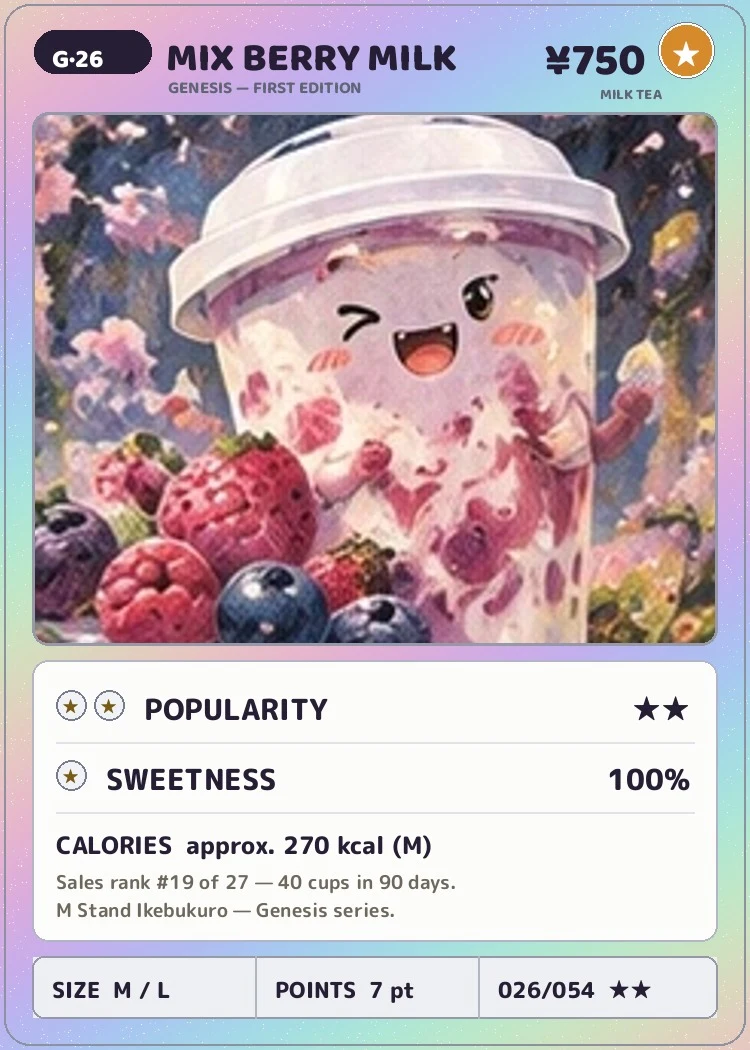 G·26
MIX BERRY MILK
¥750
★
GENESIS — FIRST EDITION
MILK TEA
★ ★ POPULARITY ★★
★ SWEETNESS 100%
CALORIES approx. 270 kcal (M)
Sales rank #19 of 27 — 40 cups in 90 days.
M Stand Ikebukuro — Genesis series.
SIZE M / L
POINTS 7 pt
026/054 ★★